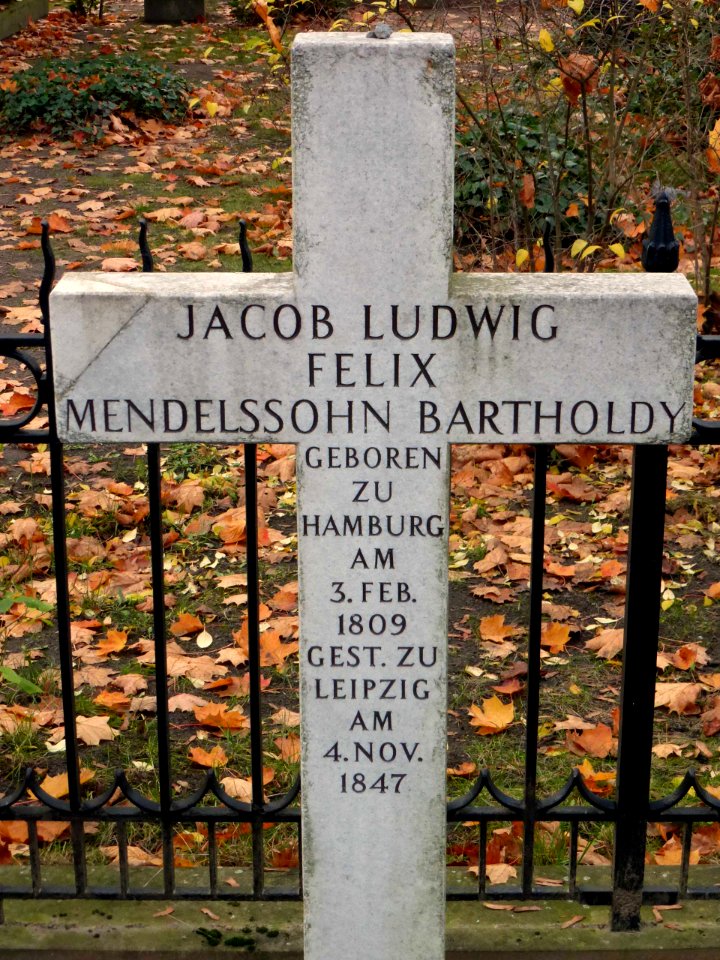 JACOB LUDWIG
FELIX
MENDELSSOHN BARTHOLDY
GEBOREN
ZU
HAMBURG
AM
3. FEB.
1809
GEST. ZU
LEIPZIG
AM
4. NOV.
1847